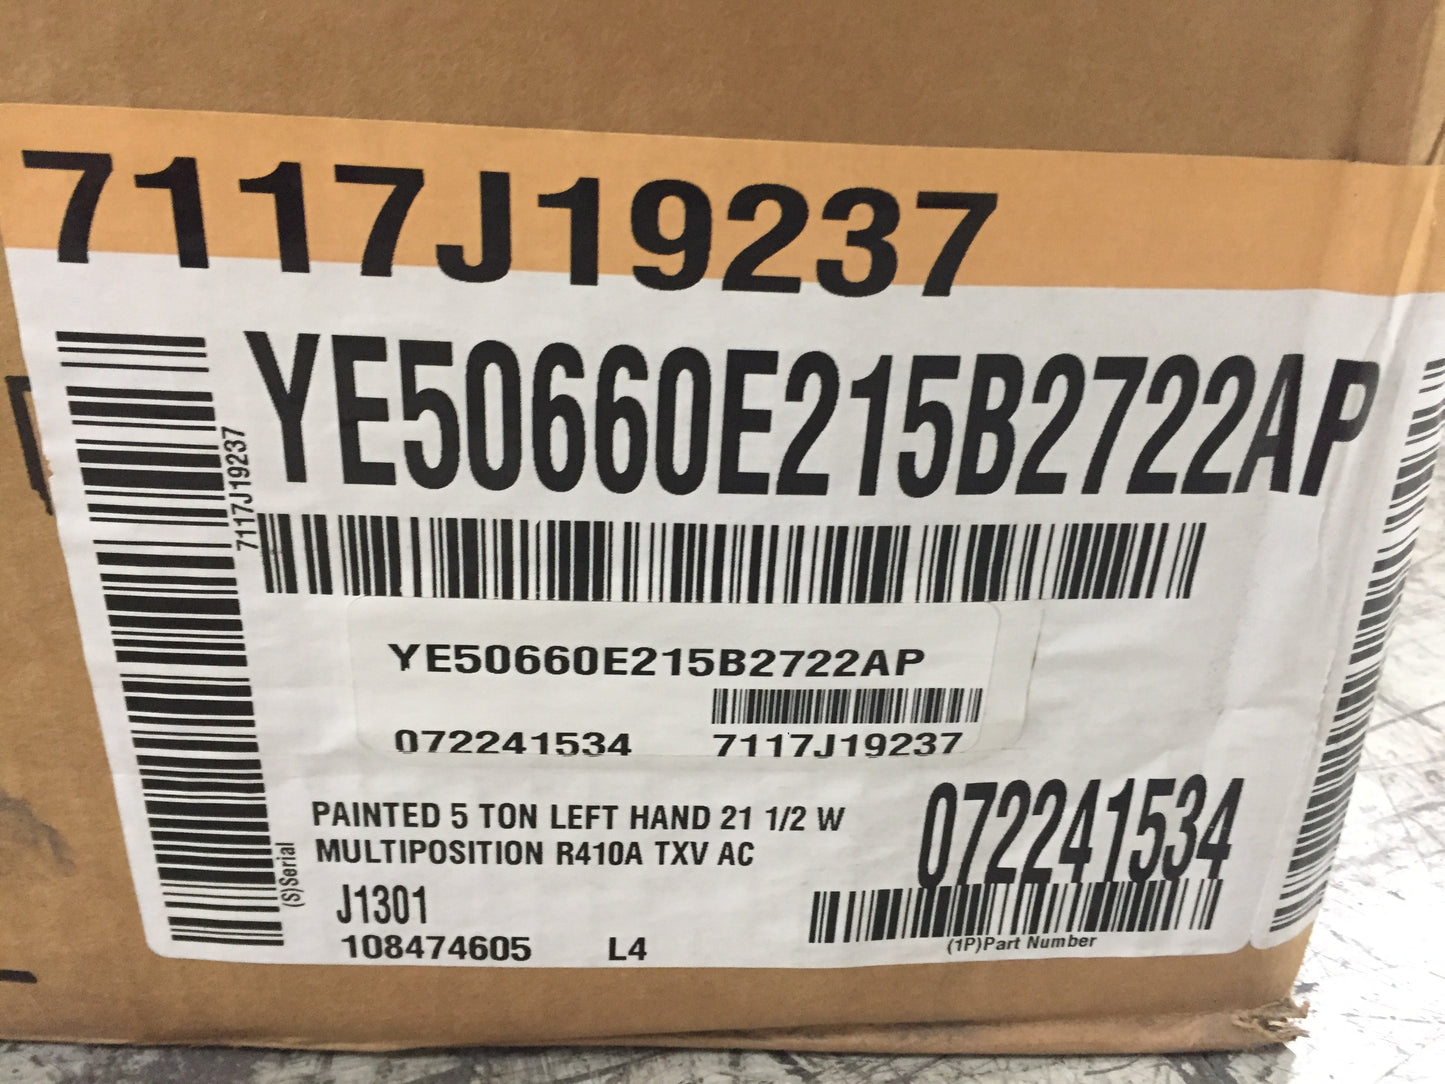 7117J19237
YE50660E215B2722AP
7117J19237
YE50660E215B2722AP
072241534 7117J19237
PAINTED 5 TON LEFT HAND 21 1/2 W
MULTIPOSITION R410A TXV AC
072241534
(S)Serial
J1301
(1P)Part Number
108474605 L4